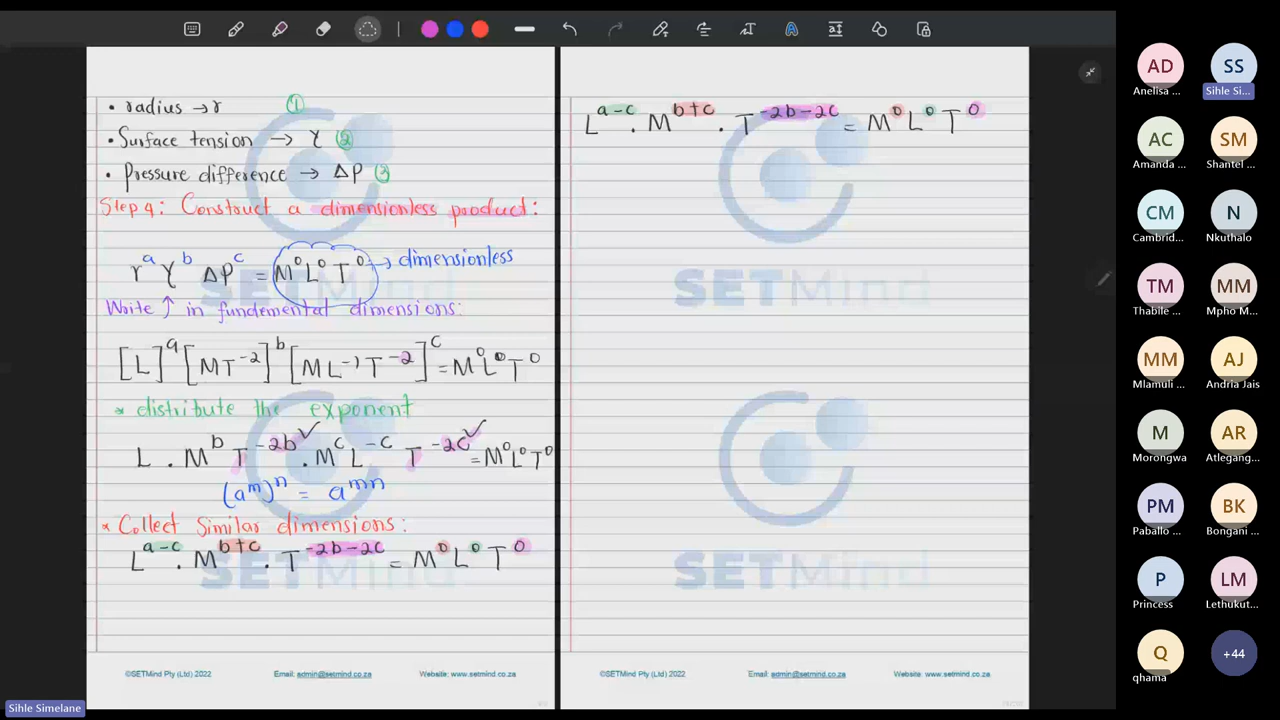 • radius → r ①
• Surface tension → γ ②
• Pressure difference → ΔP ③
Step 4: Construct a dimensionless product:
r^a γ^b ΔP^c = M^0 L^0 T^0 → dimensionless
Write ↑ in fundemental dimensions:
[L]^a [MT^-2]^b [ML^-1 T^-2]^c = M^0 L^0 T^0
* distribute the exponent
L . M^b T^-2b ✓ . M^c L^-c T^-2c ✓ = M^0 L^0 T^0
(a^m)^n = a^mn
* Collect Similar dimensions:
L^a-c . M^b+c . T^-2b-2c = M^0 L^0 T^0
SETMind
SETMind
©SETMind Pty (Ltd) 2022 Email: admin@setmind.co.za Website: www.setmind.co.za
L^a-c . M^b+c . T^-2b-2c = M^0 L^0 T^0
SETMind
SETMind
©SETMind Pty (Ltd) 2022 Email: admin@setmind.co.za Website: www.setmind.co.za
Sihle Simelane
AD SS
Anelisa ... Sihle Si...
AC SM
Amanda ... Shantel ...
CM N
Cambrid... Nkuthalo
TM MM
Thabile ... Mpho M...
MM AJ
Mlamuli ... Andria Jais
M AR
Morongwa Atlegang...
PM BK
Paballo ... Bongani ...
P LM
Princess Lethukut...
Q +44
qhama